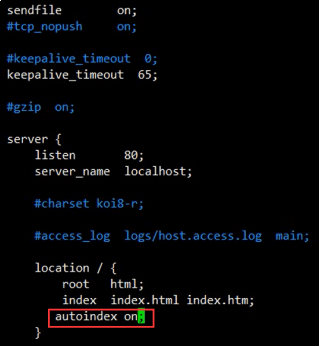 sendfile        on;
#tcp_nopush     on;
#keepalive_timeout  0;
keepalive_timeout  65;
#gzip  on;
server {
listen       80;
server_name  localhost;
#charset koi8-r;
#access_log  logs/host.access.log  main;
location / {
root   html;
index  index.html index.htm;
autoindex on;
}